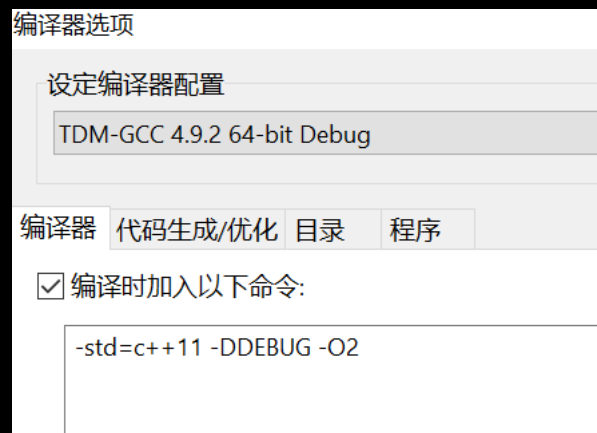 编译器选项
设定编译器配置
TDM-GCC 4.9.2 64-bit Debug
编译器 代码生成/优化 目录 程序
编译时加入以下命令:
-std=c++11 -DDEBUG -O2